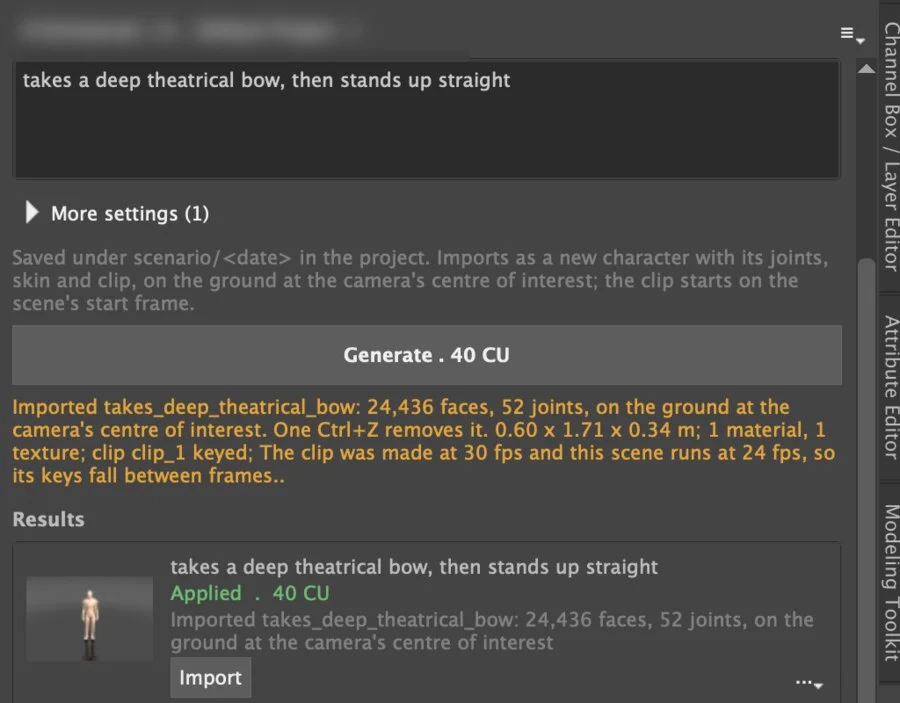 takes a deep theatrical bow, then stands up straight
More settings (1)
Saved under scenario/<date> in the project. Imports as a new character with its joints,
skin and clip, on the ground at the camera's centre of interest; the clip starts on the
scene's start frame.
Generate . 40 CU
Imported takes_deep_theatrical_bow: 24,436 faces, 52 joints, on the ground at the
camera's centre of interest. One Ctrl+Z removes it. 0.60 x 1.71 x 0.34 m; 1 material, 1
texture; clip clip_1 keyed; The clip was made at 30 fps and this scene runs at 24 fps, so
its keys fall between frames..
Results
takes a deep theatrical bow, then stands up straight
Applied . 40 CU
Imported takes_deep_theatrical_bow: 24,436 faces, 52 joints, on the
ground at the camera's centre of interest
Import
...
Channel Box / Layer Editor
Attribute Editor
Modeling Toolkit